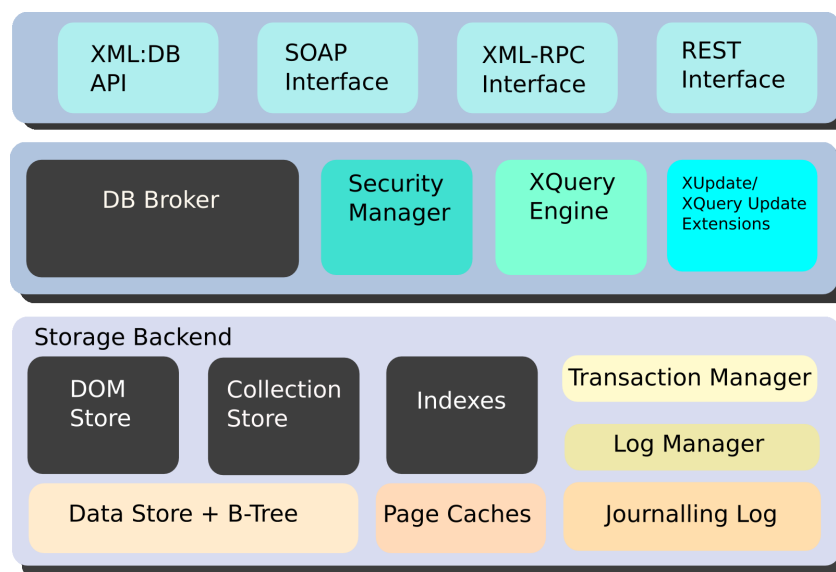 XML:DB
API
SOAP
Interface
XML-RPC
Interface
REST
Interface
DB Broker
Security
Manager
XQuery
Engine
XUpdate/
XQuery Update
Extensions
Storage Backend
DOM
Store
Collection
Store
Indexes
Transaction Manager
Log Manager
Data Store + B-Tree
Page Caches
Journalling Log